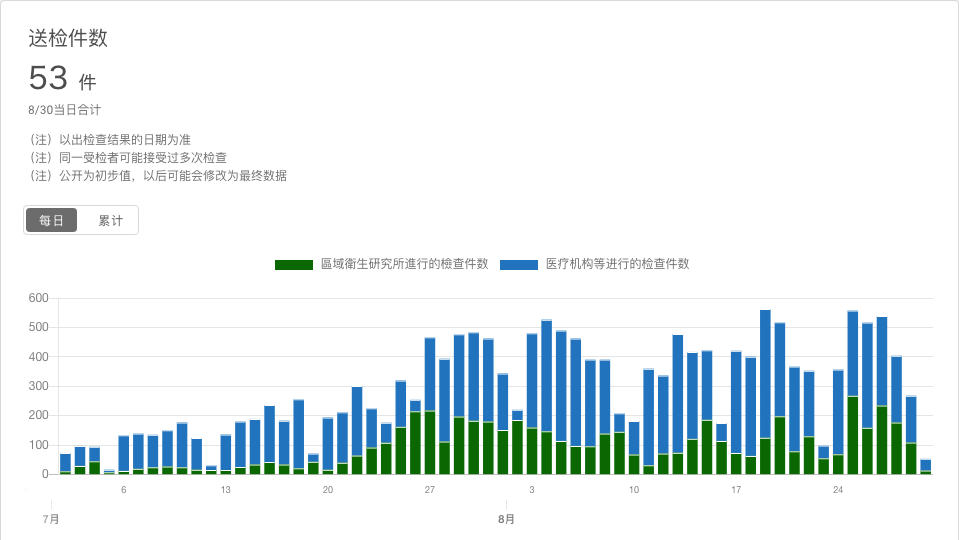 送检件数
53 件
8/30当日合计
（注）以出检查结果的日期为准
（注）同一受检者可能接受过多次检查
（注）公开为初步值，以后可能会修改为最终数据
每日 累计
區域衛生研究所進行的檢查件數 医疗机构等进行的检查件数
600
500
400
300
200
100
0
6 13 20 27 3 10 17 24
7月 8月